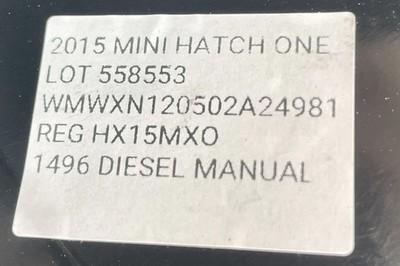 2015 MINI HATCH ONE
LOT 558553
WMWXN120502A24981
REG HX15MXO
1496 DIESEL MANUAL